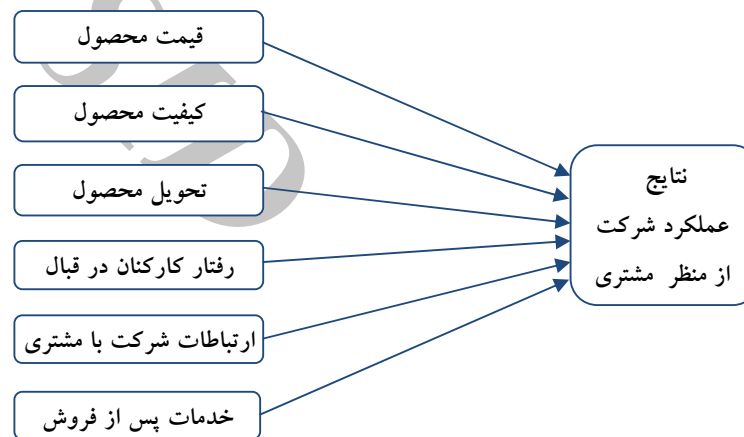 قیمت محصول
کیفیت محصول
تحویل محصول
رفتار کارکنان در قبال
ارتباطات شرکت با مشتری
خدمات پس از فروش
نتایج
عملکرد شرکت
از منظر مشتری